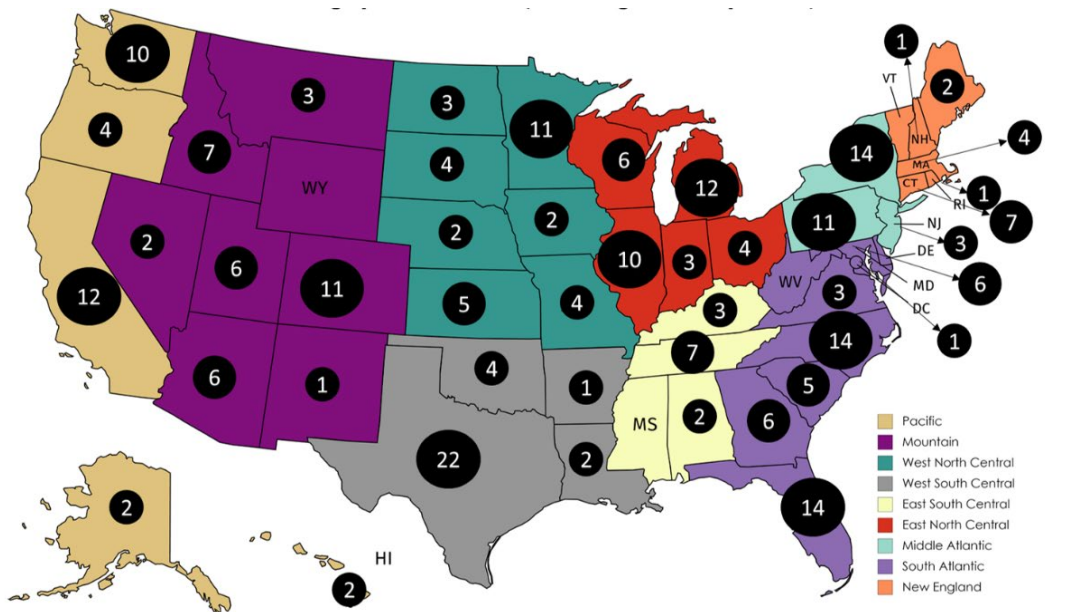 1
10
VT
2
3
3
11
4
NH
4
7
4
6
14
MA
WY
12
CT
1
RI
2
2
11
NJ
7
2
6
10
3
4
3
DE
11
WV
6
MD
12
5
4
3
3
DC
14
1
7
6
1
4
1
5
2
MS
6
22
2
2
14
HI
2
Pacific
Mountain
West North Central
West South Central
East South Central
East North Central
Middle Atlantic
South Atlantic
New England